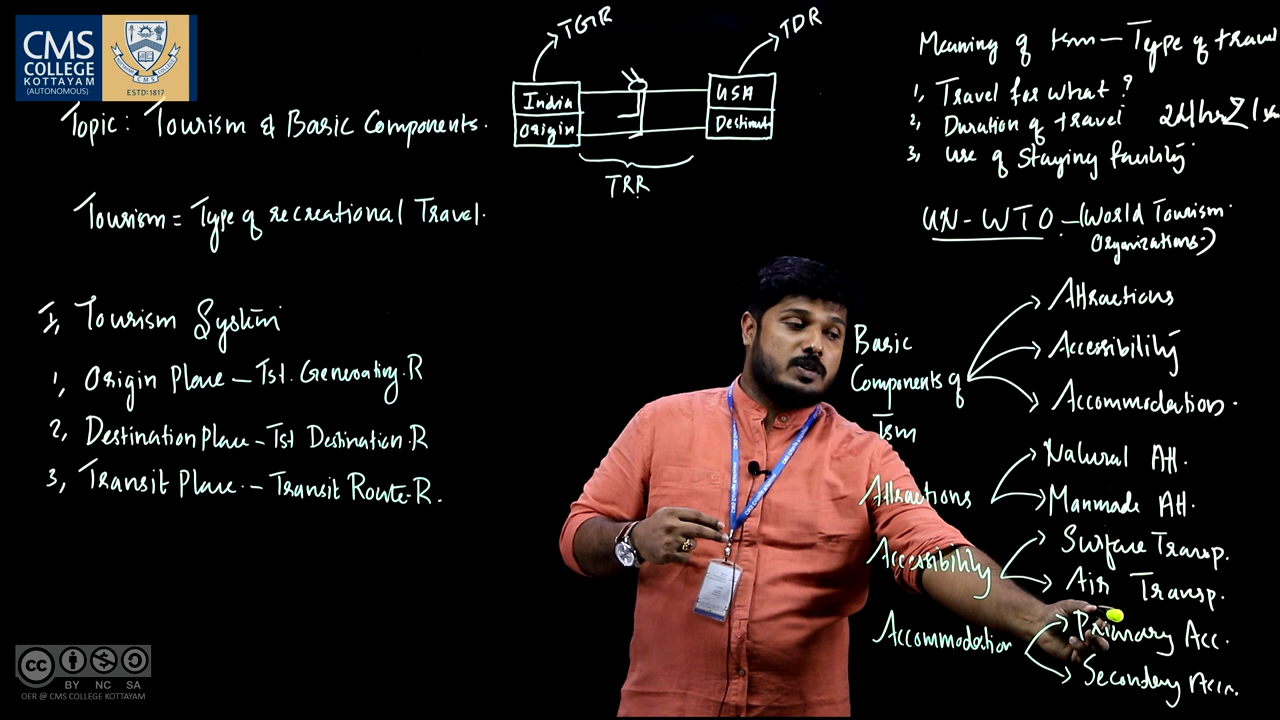 CMS
COLLEGE
KOTTAYAM
(AUTONOMOUS)
ESTD:1817
Topic: Tourism & Basic Components.
Tourism = Type of recreational Travel.
I, Tourism System
1, Origin Place – Tst. Generating.R
2, Destination Place – Tst Destination.R
3, Transit Place. – Transit Route.R.
TGR
TDR
India
Origin
USA
Destinat
TRR
Meaning of tsm – Type of travel
1, Travel for what?
2, Duration of travel 24hrs
3, use of Staying facility
UN-WTO – (World Tourism
Organizations.)
Basic
Components of
Tsm
Attractions
Accessibility
Accommodations.
Attractions
Natural Att.
Manmade Att.
Accessibility
Surface Transp.
Air Transp.
Accommodation
Primary Acc.
Secondary Acc.
CC BY NC SA
OER @ CMS COLLEGE KOTTAYAM